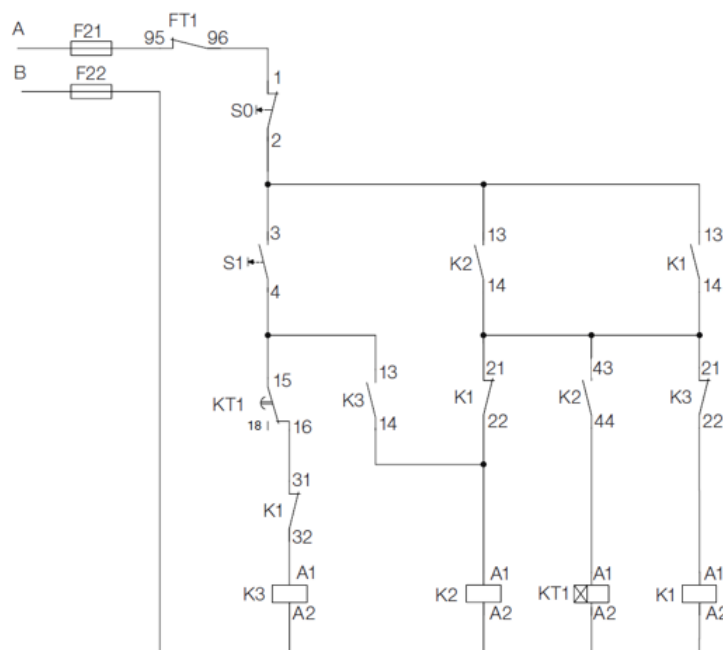 FT1
A F21 95 96
B F22
1
S0
2
3 13 13
S1 K2 K1
4 14 14
15 13 21 43 21
KT1 K3 K1 K2 K3
18 16 14 22 44 22
31
K1
32
A1 A1 A1 A1
K3 K2 KT1 K1
A2 A2 A2 A2